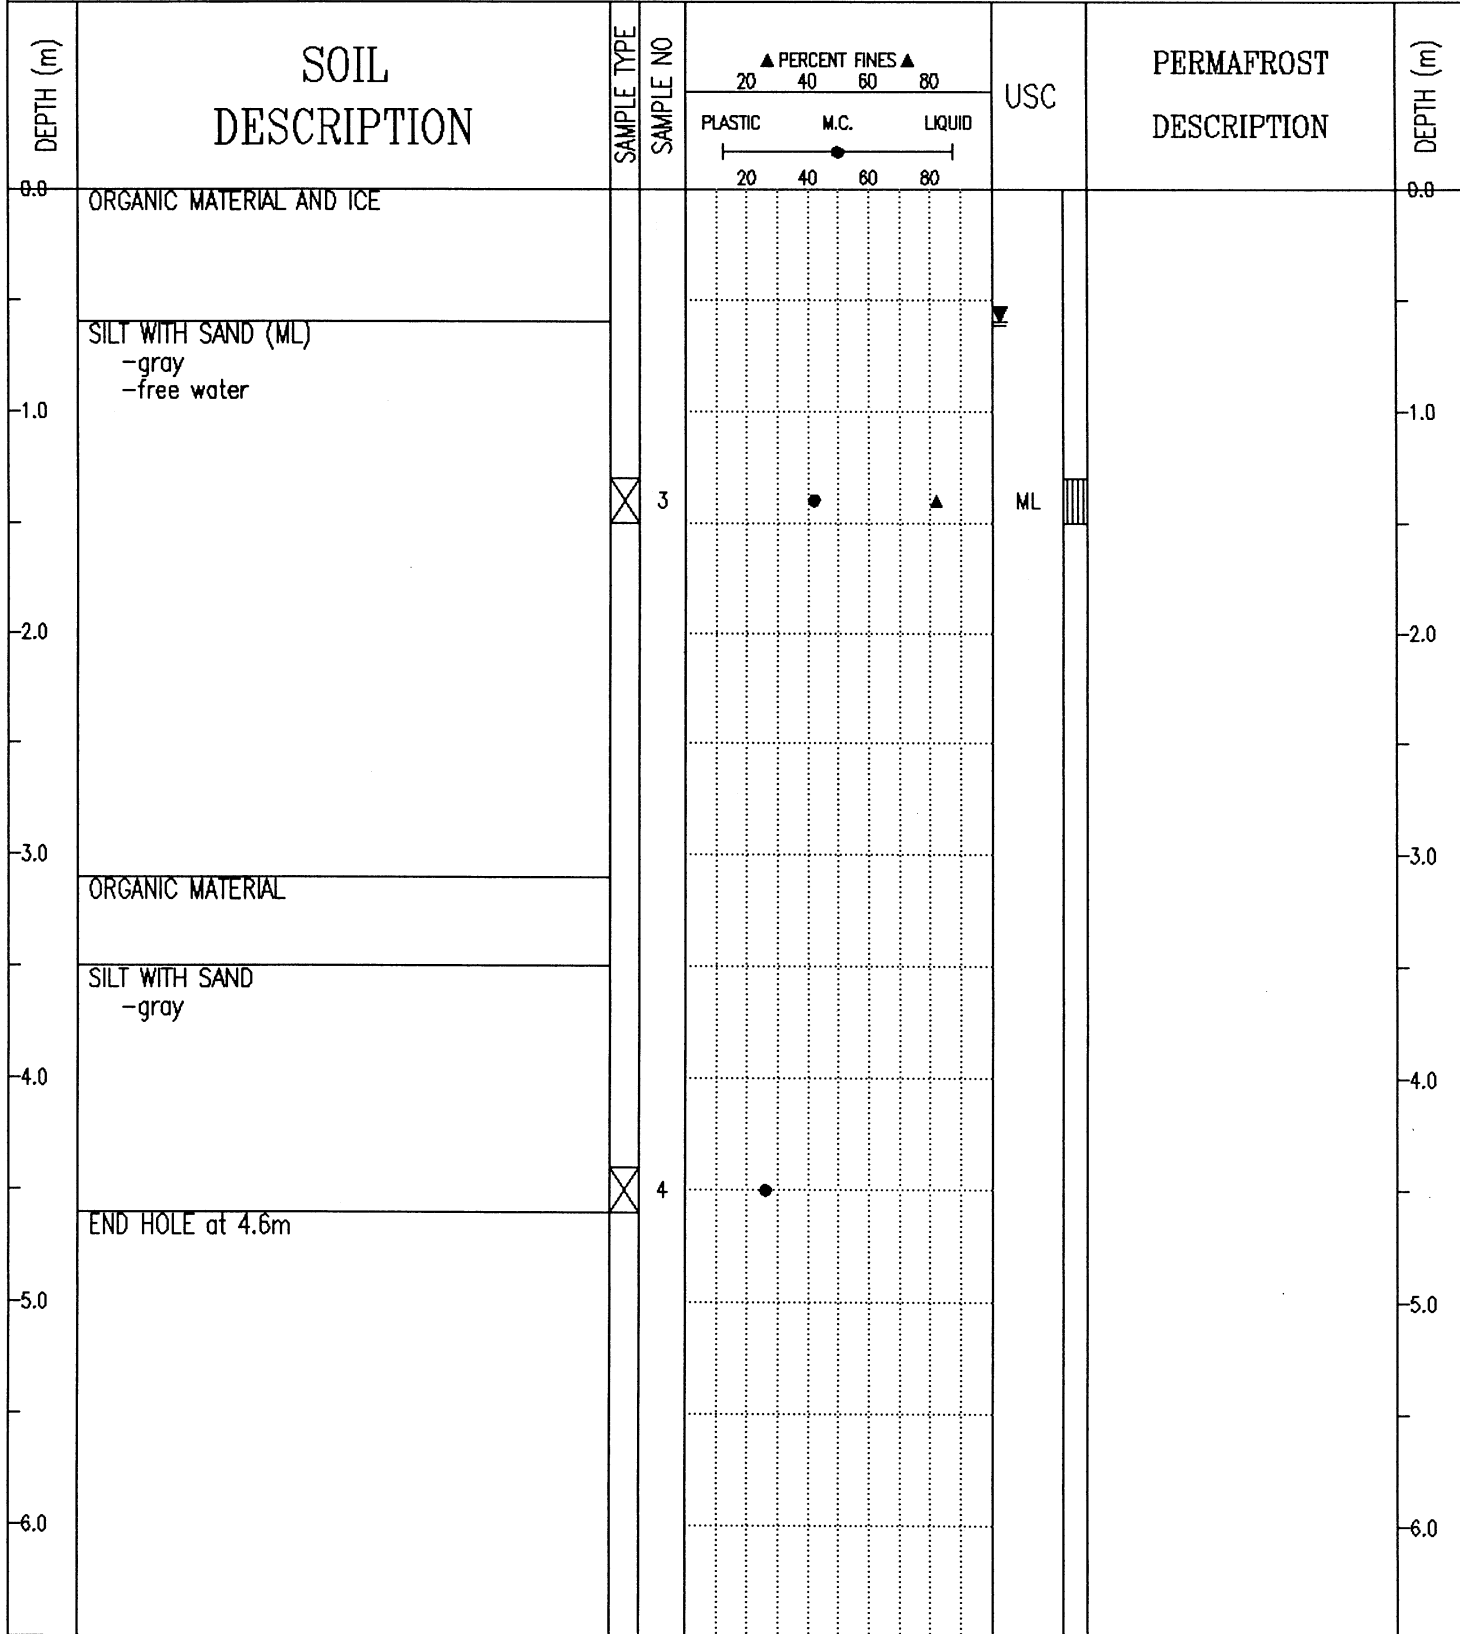 DEPTH (m)
SOIL
DESCRIPTION
SAMPLE TYPE
SAMPLE NO
▲ PERCENT FINES ▲
20 40 60 80
PLASTIC M.C. LIQUID
20 40 60 80
USC
PERMAFROST
DESCRIPTION
DEPTH (m)
0.0
ORGANIC MATERIAL AND ICE
0.0
SILT WITH SAND (ML)
-gray
-free water
1.0
1.0
3
ML
2.0
2.0
3.0
3.0
ORGANIC MATERIAL
SILT WITH SAND
-gray
4.0
4.0
4
END HOLE at 4.6m
5.0
5.0
6.0
6.0